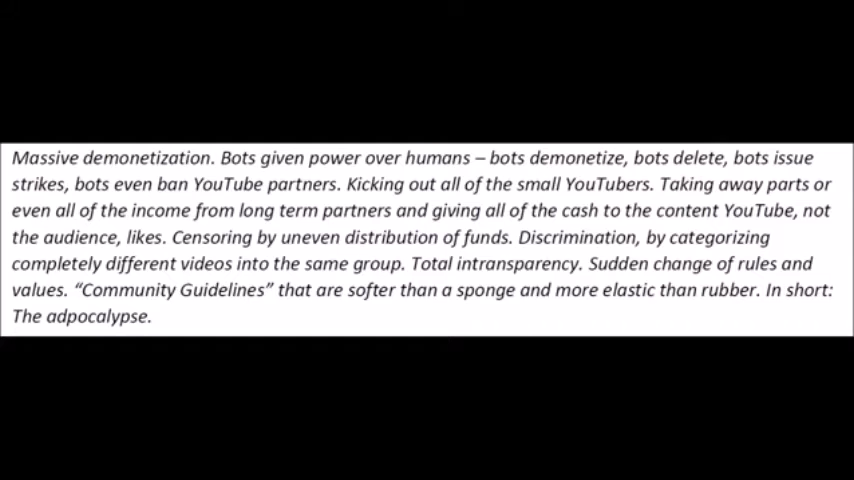 Massive demonetization. Bots given power over humans – bots demonetize, bots delete, bots issue
strikes, bots even ban YouTube partners. Kicking out all of the small YouTubers. Taking away parts or
even all of the income from long term partners and giving all of the cash to the content YouTube, not
the audience, likes. Censoring by uneven distribution of funds. Discrimination, by categorizing
completely different videos into the same group. Total intransparency. Sudden change of rules and
values. “Community Guidelines” that are softer than a sponge and more elastic than rubber. In short:
The adpocalypse.